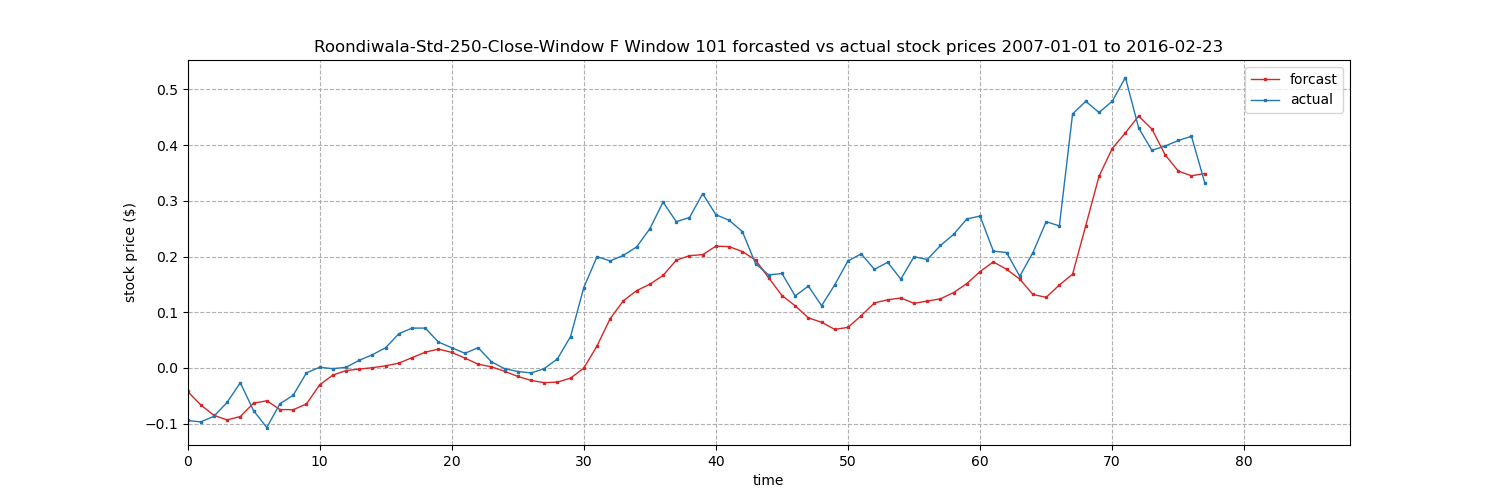 Roondiwala-Std-250-Close-Window F Window 101 forcasted vs actual stock prices 2007-01-01 to 2016-02-23
forcast
actual
stock price ($)
0.5
0.4
0.3
0.2
0.1
0.0
−0.1
0 10 20 30 40 50 60 70 80
time